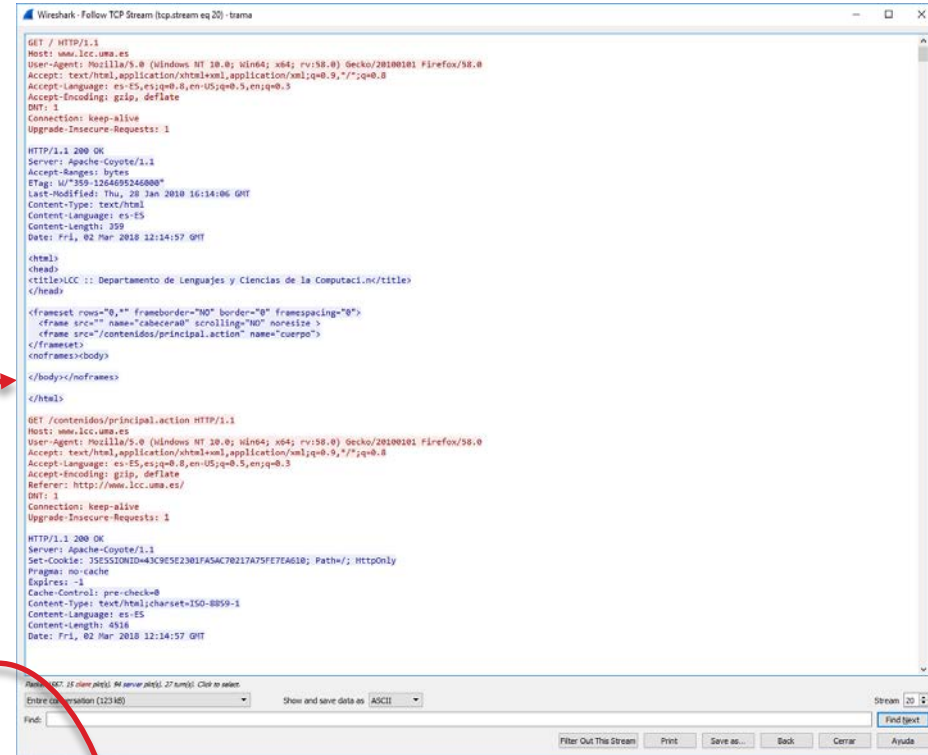 Wireshark - Follow TCP Stream (tcp.stream eq 20) - trama
GET / HTTP/1.1
Host: www.lcc.uma.es
User-Agent: Mozilla/5.0 (Windows NT 10.0; Win64; x64; rv:58.0) Gecko/20100101 Firefox/58.0
Accept: text/html,application/xhtml+xml,application/xml;q=0.9,*/*;q=0.8
Accept-Language: es-ES,es;q=0.8,en-US;q=0.5,en;q=0.3
Accept-Encoding: gzip, deflate
DNT: 1
Connection: keep-alive
Upgrade-Insecure-Requests: 1
HTTP/1.1 200 OK
Server: Apache-Coyote/1.1
Accept-Ranges: bytes
ETag: W/"359-1264695246000"
Last-Modified: Thu, 28 Jan 2010 16:14:06 GMT
Content-Type: text/html
Content-Language: es-ES
Content-Length: 359
Date: Fri, 02 Mar 2018 12:14:57 GMT
<html>
<head>
<title>LCC :: Departamento de Lenguajes y Ciencias de la Computaci.n</title>
</head>
<frameset rows="0,*" frameborder="NO" border="0" framespacing="0">
<frame src="" name="cabecera0" scrolling="NO" noresize >
<frame src="/contenidos/principal.action" name="cuerpo">
</frameset>
<noframes><body>
</body></noframes>
</html>
GET /contenidos/principal.action HTTP/1.1
Host: www.lcc.uma.es
User-Agent: Mozilla/5.0 (Windows NT 10.0; Win64; x64; rv:58.0) Gecko/20100101 Firefox/58.0
Accept: text/html,application/xhtml+xml,application/xml;q=0.9,*/*;q=0.8
Accept-Language: es-ES,es;q=0.8,en-US;q=0.5,en;q=0.3
Accept-Encoding: gzip, deflate
Referer: http://www.lcc.uma.es/
DNT: 1
Connection: keep-alive
Upgrade-Insecure-Requests: 1
HTTP/1.1 200 OK
Server: Apache-Coyote/1.1
Set-Cookie: JSESSIONID=43C9E5E2301FA5AC70217A75FE7EA610; Path=/; HttpOnly
Pragma: no-cache
Expires: -1
Cache-Control: pre-check=0
Content-Type: text/html;charset=ISO-8859-1
Content-Language: es-ES
Content-Length: 4516
Date: Fri, 02 Mar 2018 12:14:57 GMT
15 client pkt(s), 94 server pkt(s), 27 turn(s). Click to select.
Entire conversation (123 kB)
Show and save data as ASCII
Stream 20
Find:
Find Next
Filter Out This Stream
Print
Save as...
Back
Cerrar
Ayuda